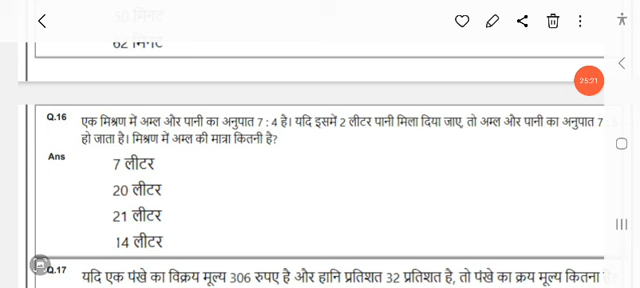 50 मिनट
62 मिनट
25:21
Q.16 एक मिश्रण में अम्ल और पानी का अनुपात 7 : 4 है। यदि इसमें 2 लीटर पानी मिला दिया जाए, तो अम्ल और पानी का अनुपात 7 : 5
हो जाता है। मिश्रण में अम्ल की मात्रा कितनी है?
Ans
7 लीटर
20 लीटर
21 लीटर
14 लीटर
Q.17 यदि एक पंखे का विक्रय मूल्य 306 रुपए है और हानि प्रतिशत 32 प्रतिशत है, तो पंखे का क्रय मूल्य कितना